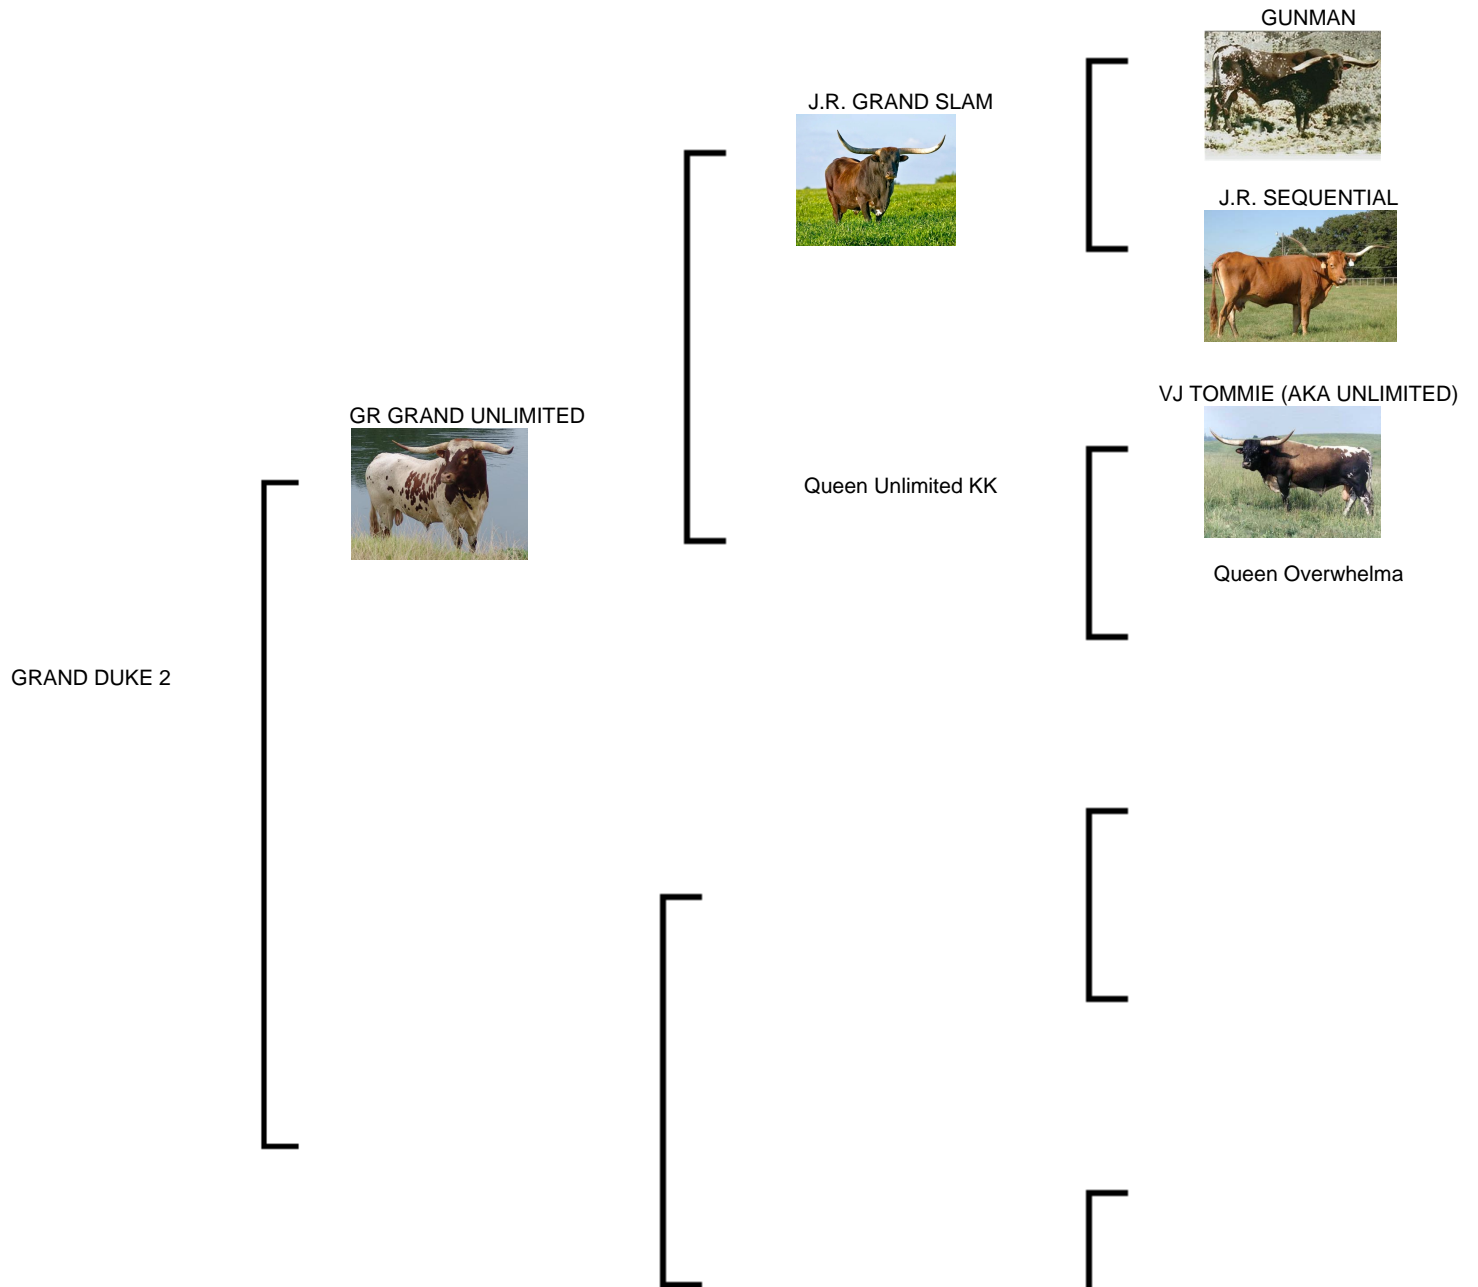 GUNMAN
J.R. GRAND SLAM
J.R. SEQUENTIAL
VJ TOMMIE (AKA UNLIMITED)
GR GRAND UNLIMITED
Queen Unlimited KK
Queen Overwhelma
GRAND DUKE 2